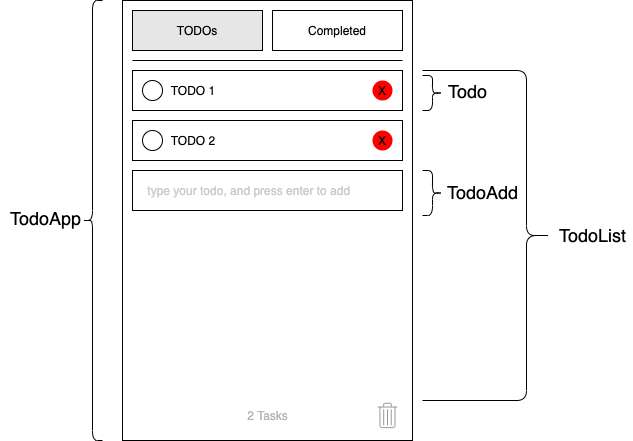 TODOs
Completed
TODO 1
X
Todo
TODO 2
X
type your todo, and press enter to add
TodoAdd
TodoApp
TodoList
2 Tasks